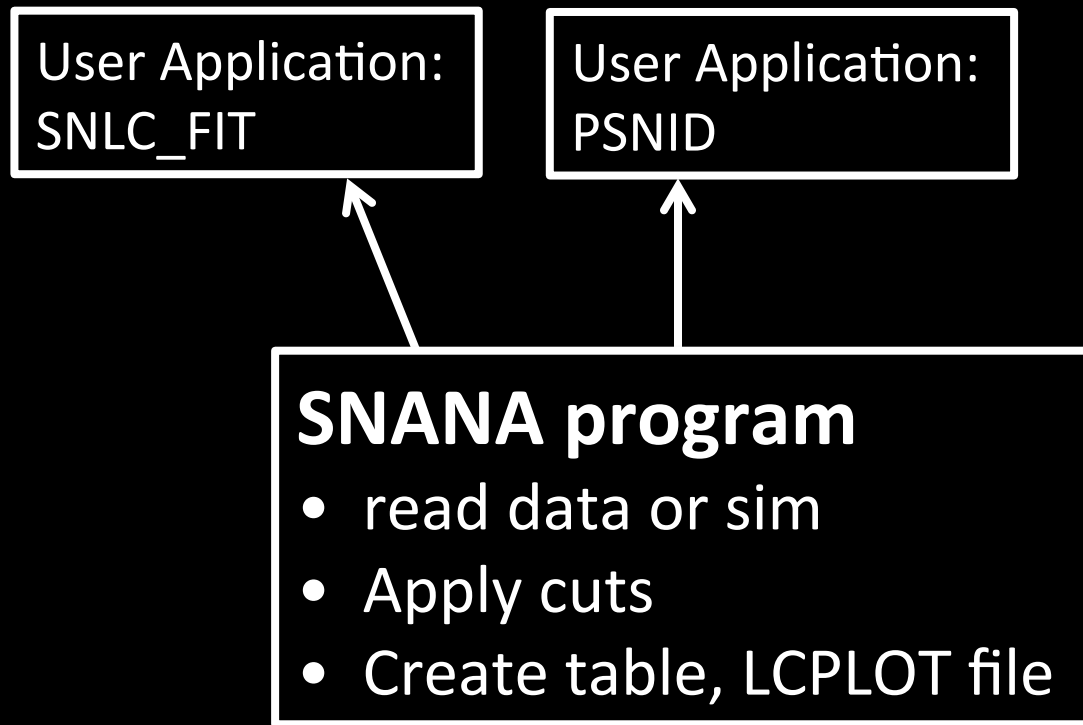 User Application:
SNLC_FIT
User Application:
PSNID
SNANA program
• read data or sim
• Apply cuts
• Create table, LCPLOT file